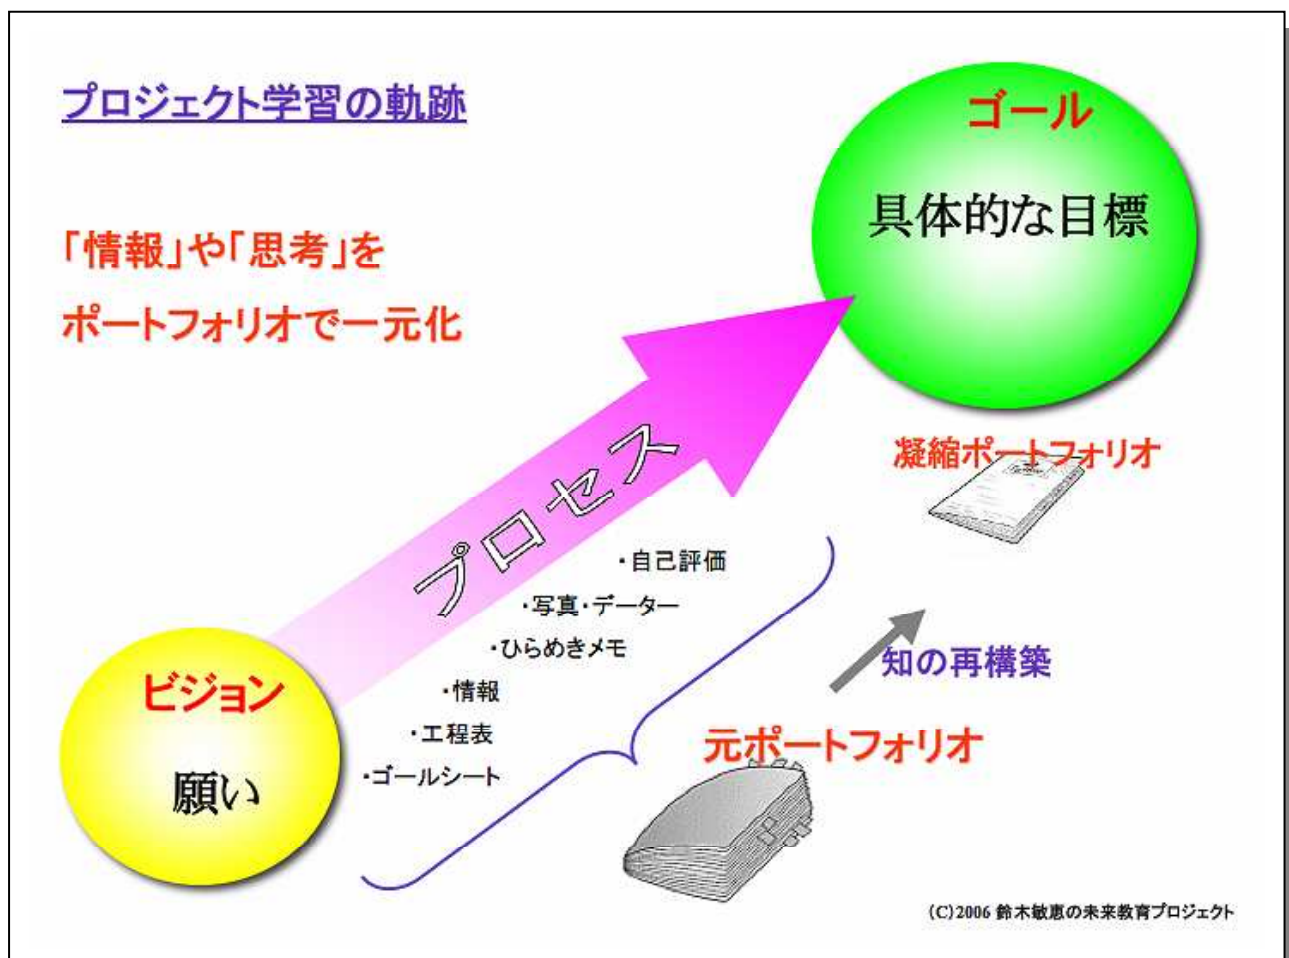 プロジェクト学習の軌跡
「情報」や「思考」を
ポートフォリオで一元化
ゴール
具体的な目標
プロセス
凝縮ポートフォリオ
・自己評価
・写真・データー
・ひらめきメモ
・情報
・工程表
・ゴールシート
ビジョン
願い
知の再構築
元ポートフォリオ
(C)2006 鈴木敏恵の未来教育プロジェクト